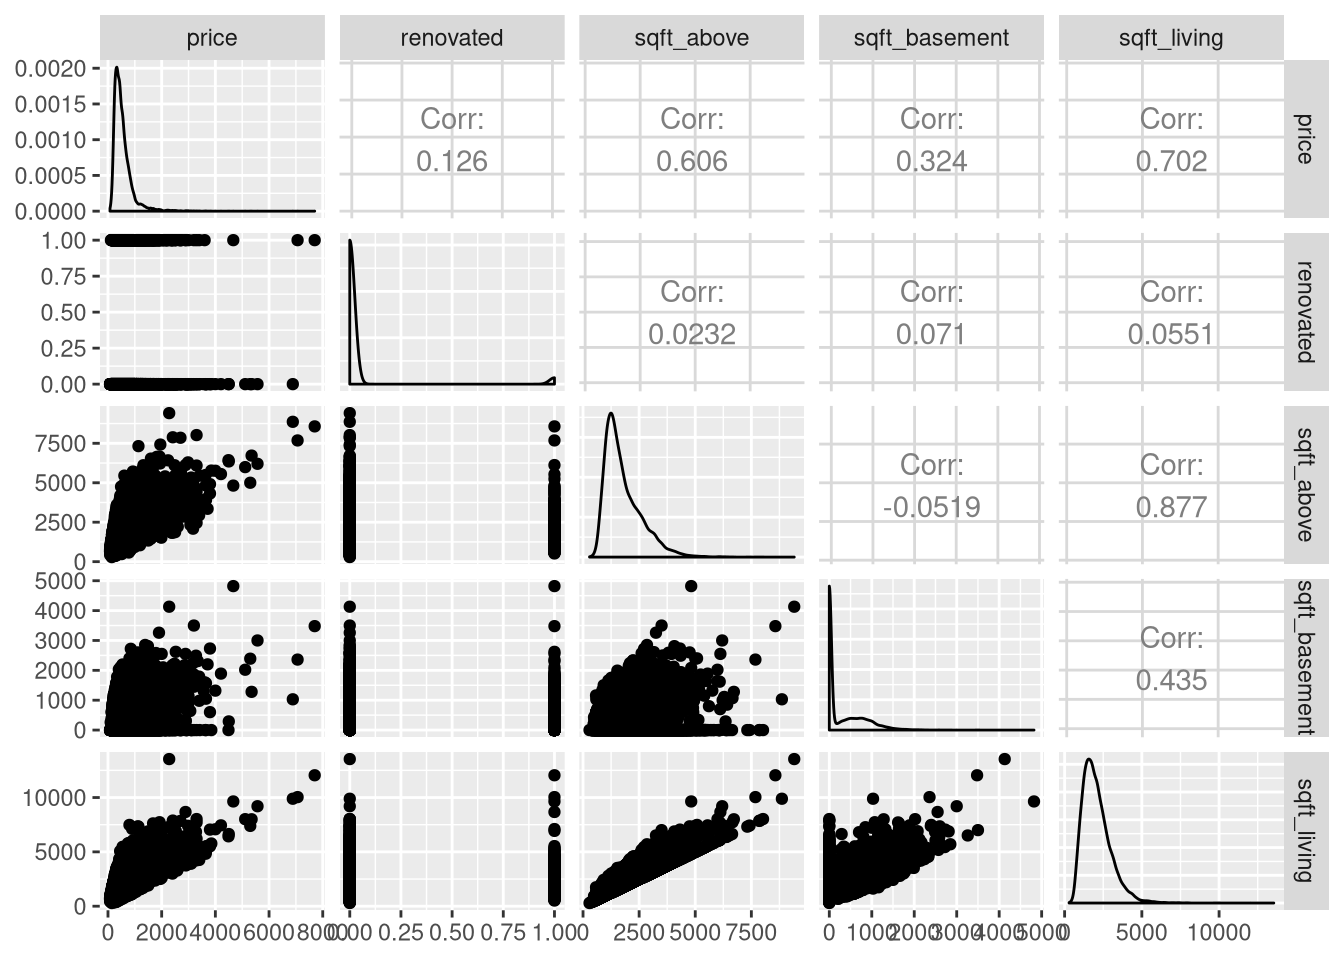 price renovated sqft_above sqft_basement sqft_living
0.0020
0.0015
0.0010
0.0005
0.0000
Corr:
0.126
Corr:
0.606
Corr:
0.324
Corr:
0.702
price
1.00
0.75
0.50
0.25
0.00
Corr:
0.0232
Corr:
0.071
Corr:
0.0551
renovated
7500
5000
2500
0
Corr:
-0.0519
Corr:
0.877
sqft_above
5000
4000
3000
2000
1000
0
Corr:
0.435
sqft_basement
10000
5000
0
sqft_living
0 2000 4000 6000 8000
0.00 0.25 0.50 0.75 1.00
0 2500 5000 7500
0 1000 2000 3000 4000 5000
0 5000 10000